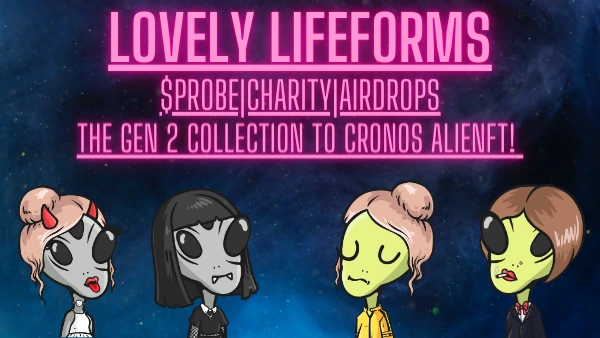 LOVELY LIFEFORMS
$PROBE|CHARITY|AIRDROPS
THE GEN 2 COLLECTION TO CRONOS ALIENFT!